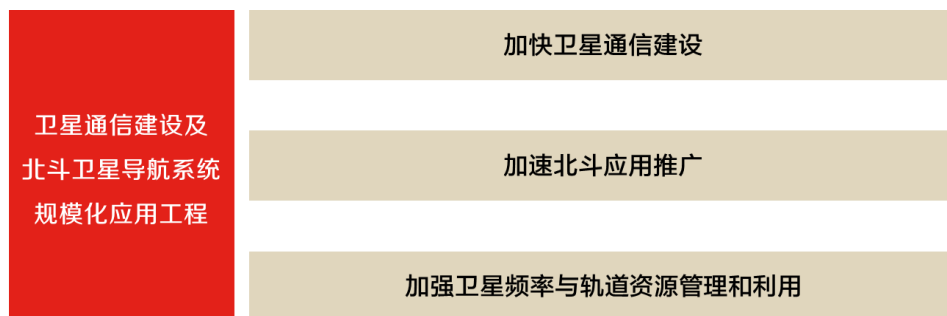 卫星通信建设及
北斗卫星导航系统
规模化应用工程
加快卫星通信建设
加速北斗应用推广
加强卫星频率与轨道资源管理和利用